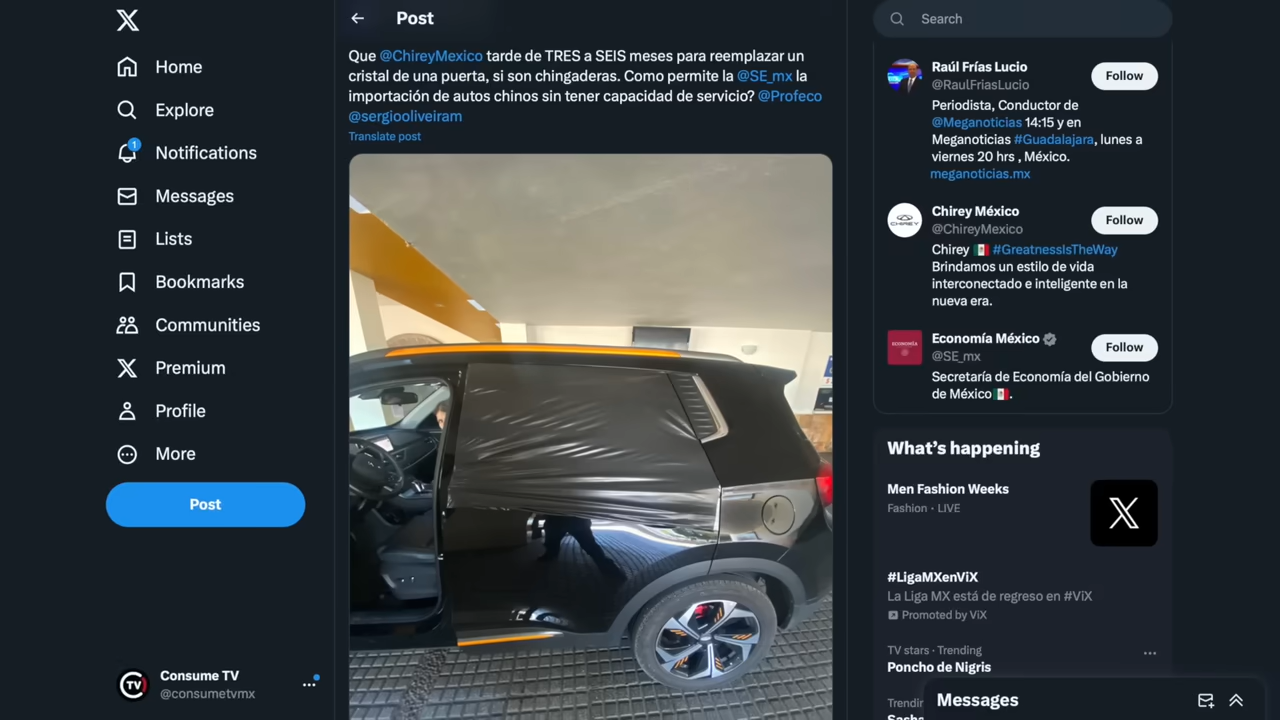 Home
Explore
1
Notifications
Messages
Lists
Bookmarks
Communities
Premium
Profile
More
Post
TV
Consume TV
@consumetvmx
Post
Que @ChireyMexico tarde de TRES a SEIS meses para reemplazar un
cristal de una puerta, si son chingaderas. Como permite la @SE_mx la
importación de autos chinos sin tener capacidad de servicio? @Profeco
@sergiooliveiram
Translate post
Search
Raúl Frías Lucio
@RaulFriasLucio
Follow
Periodista, Conductor de
@Meganoticias 14:15 y en
Meganoticias #Guadalajara, lunes a
viernes 20 hrs , México.
meganoticias.mx
CHIREY
Chirey México
@ChireyMexico
Follow
Chirey 🇲🇽 #GreatnessIsTheWay
Brindamos un estilo de vida
interconectado e inteligente en la
nueva era.
ECONOMÍA
Economía México
@SE_mx
Follow
Secretaría de Economía del Gobierno
de México 🇲🇽.
What's happening
Men Fashion Weeks
Fashion · LIVE
#LigaMXenViX
La Liga MX está de regreso en #ViX
Promoted by ViX
TV stars · Trending
Poncho de Nigris
Messages